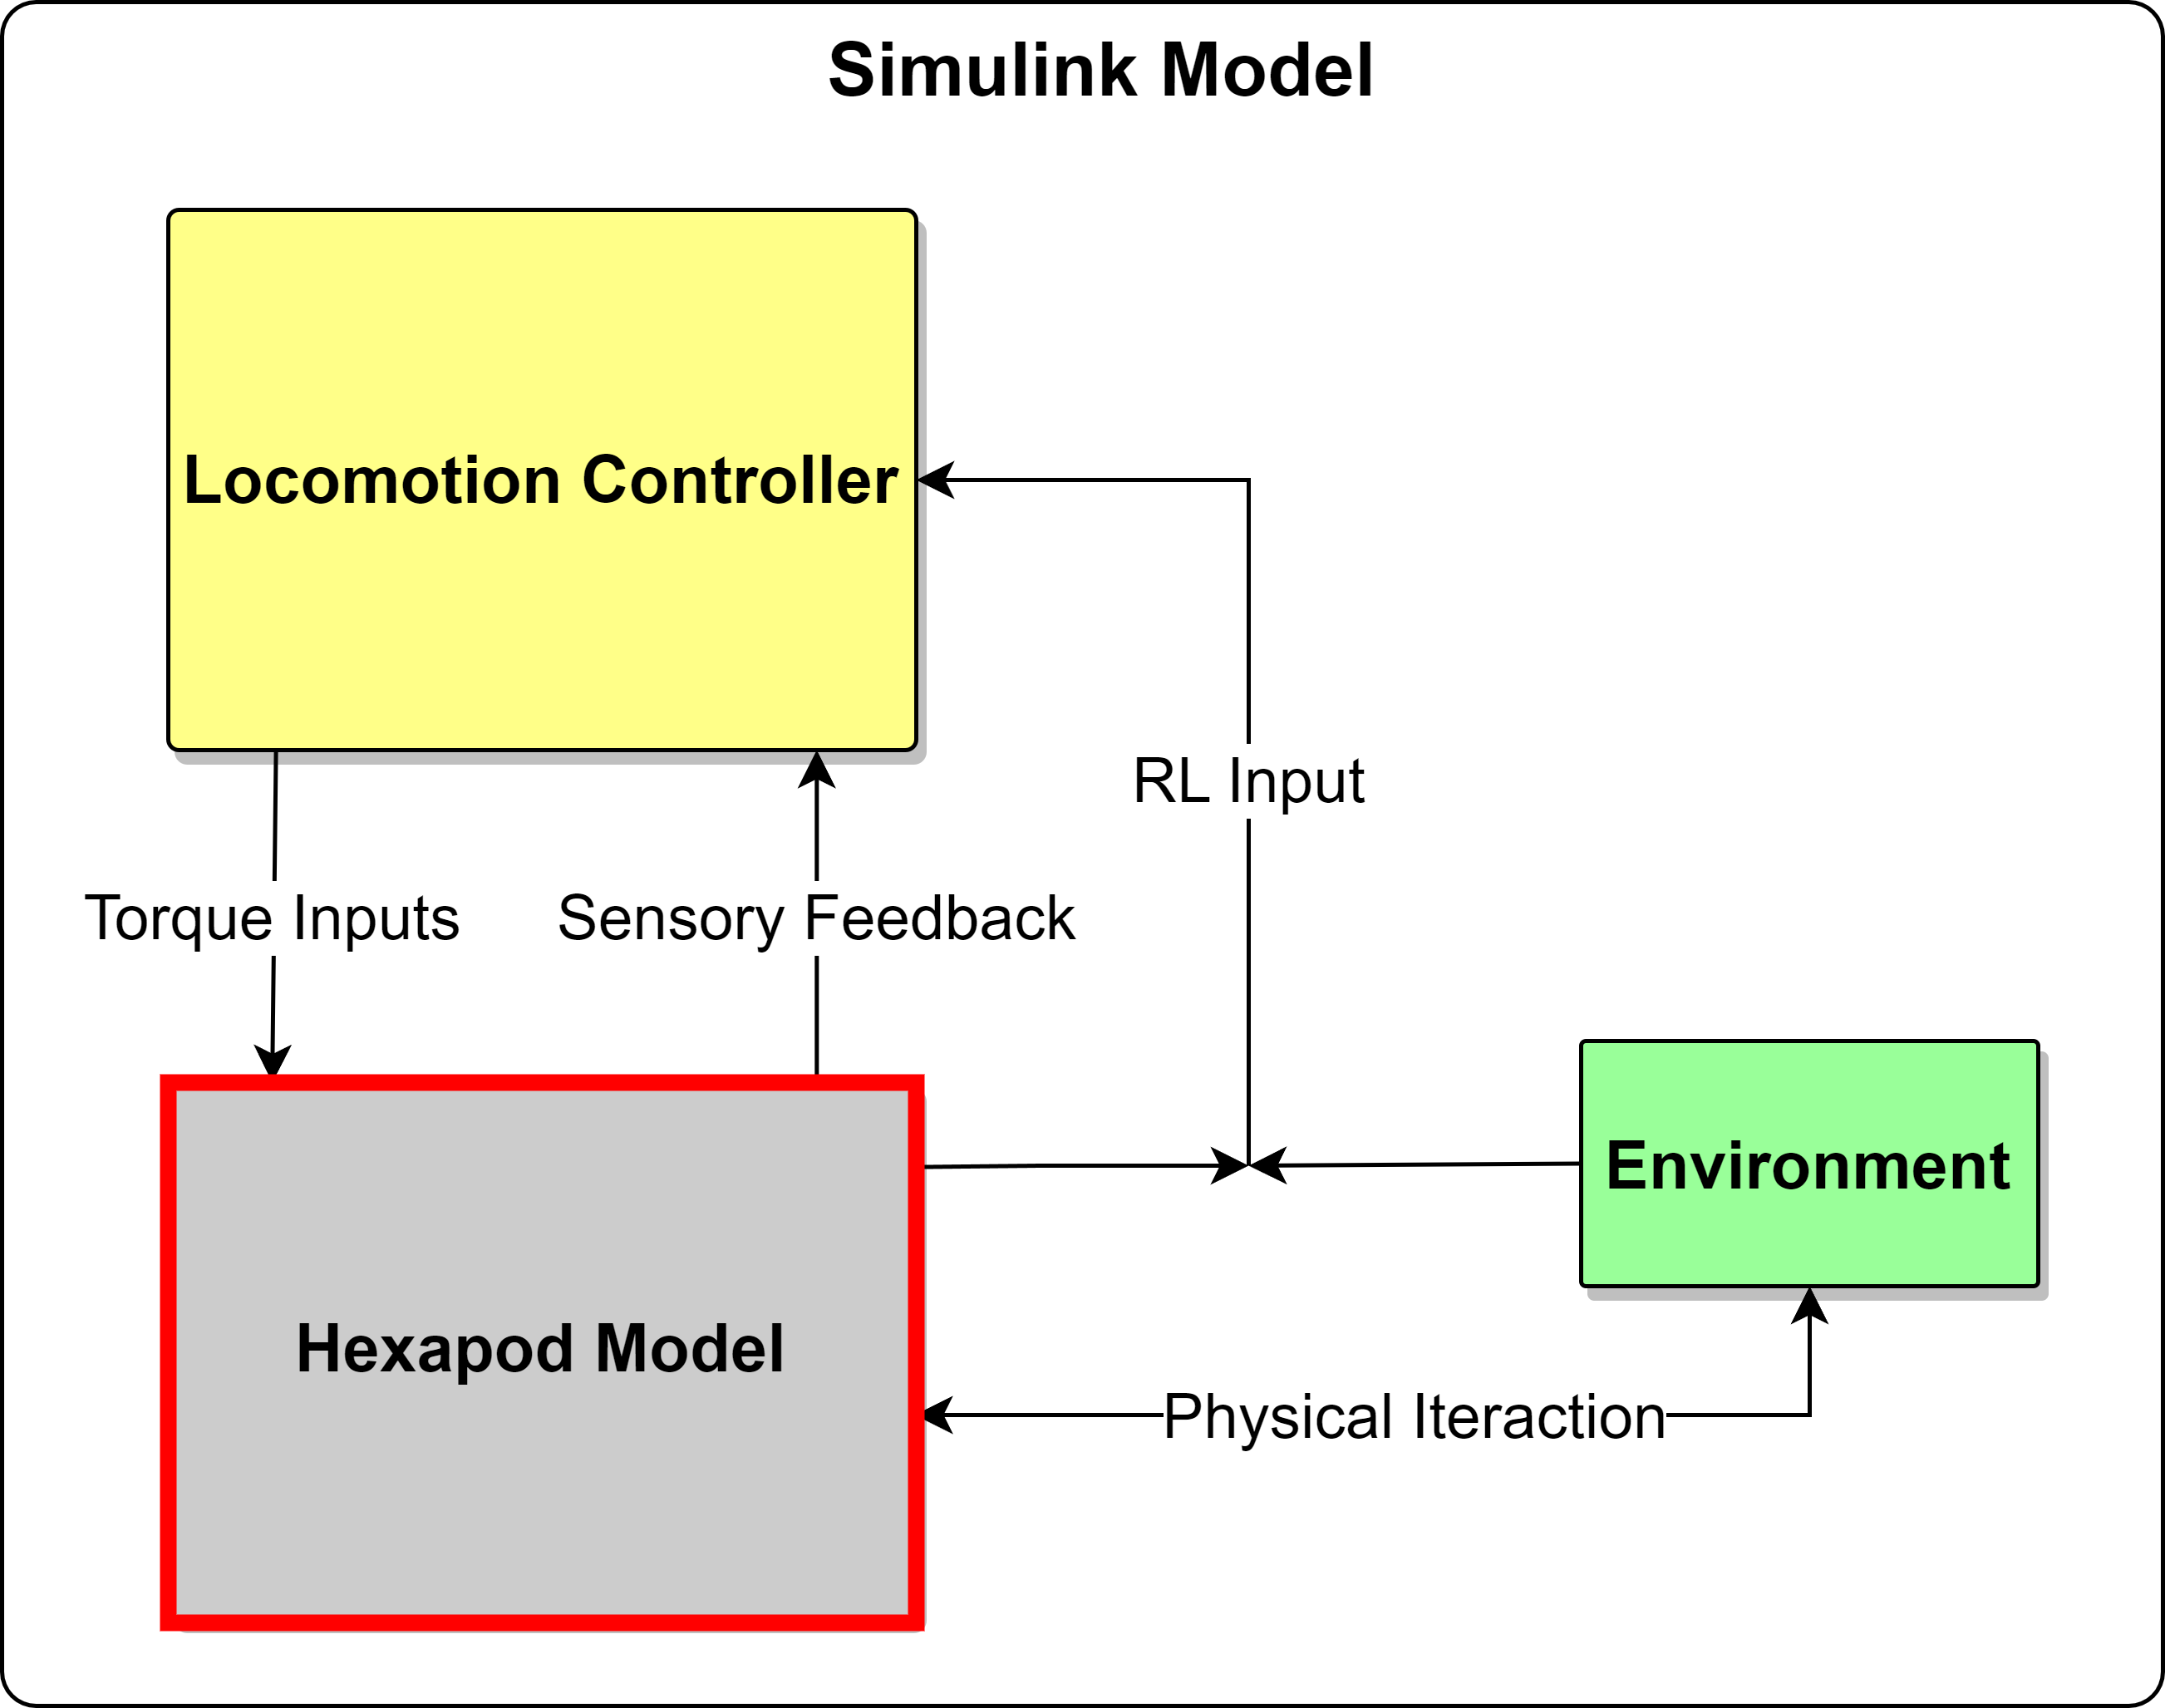 Simulink Model
Locomotion Controller
RL Input
Torque Inputs
Sensory Feedback
Environment
Hexapod Model
Physical Iteraction